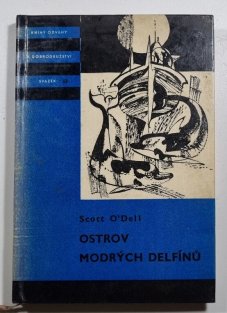 KNIHY ODVAHY
A DOBRODRUŽSTVÍ
SVAZEK
Scott O'Dell
OSTROV
MODRÝCH DELFÍNŮ